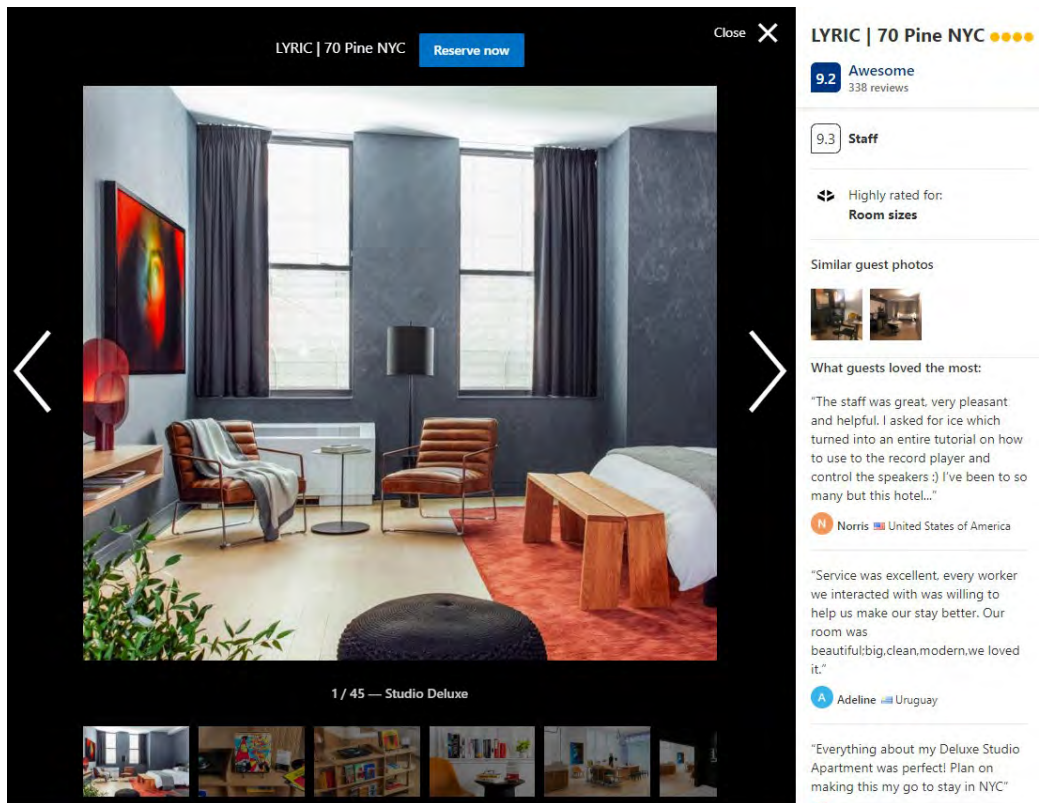 Close
LYRIC | 70 Pine NYC
Reserve now
1 / 45 — Studio Deluxe
LYRIC | 70 Pine NYC
9.2
Awesome
338 reviews
9.3
Staff
Highly rated for:
Room sizes
Similar guest photos
What guests loved the most:
“The staff was great, very pleasant
and helpful. I asked for ice which
turned into an entire tutorial on how
to use to the record player and
control the speakers :) I’ve been to so
many but this hotel...”
N
Norris
United States of America
“Service was excellent, every worker
we interacted with was willing to
help us make our stay better. Our
room was
beautiful;big,clean,modern,we loved
it.”
A
Adeline
Uruguay
“Everything about my Deluxe Studio
Apartment was perfect! Plan on
making this my go to stay in NYC”